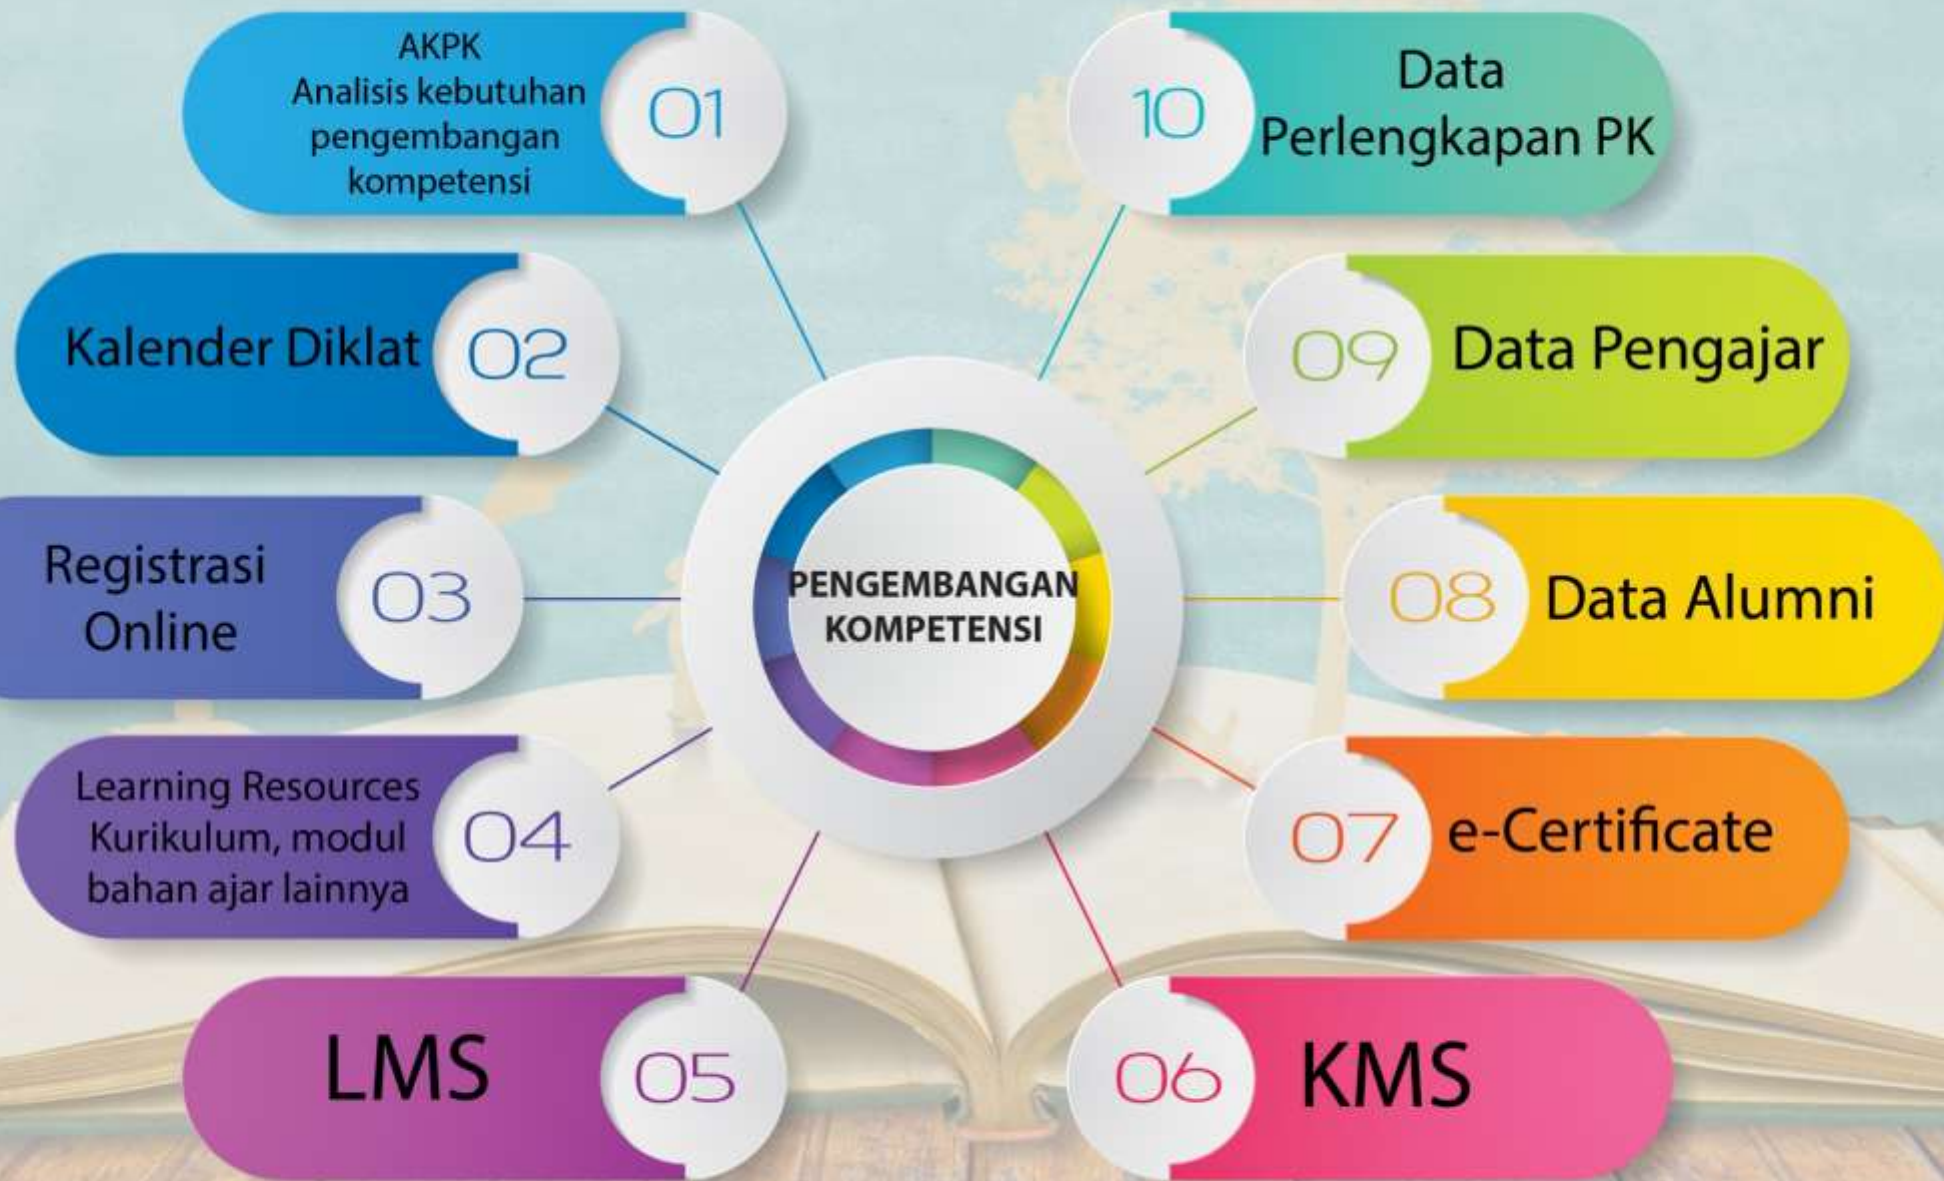 AKPK
Analisis kebutuhan
pengembangan
kompetensi
01
Kalender Diklat
02
Registrasi
Online
03
Learning Resources
Kurikulum, modul
bahan ajar lainnya
04
LMS
05
PENGEMBANGAN
KOMPETENSI
06
KMS
07
e-Certificate
08
Data Alumni
09
Data Pengajar
10
Data
Perlengkapan PK